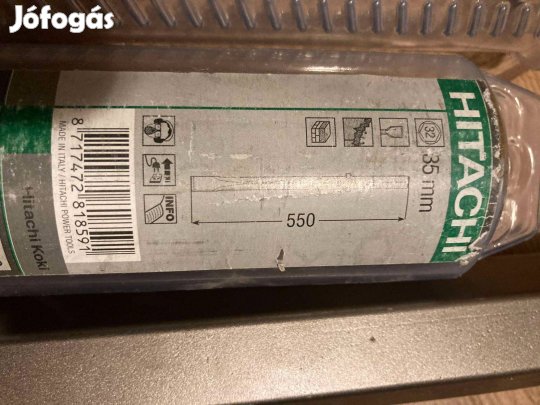 Jófogás
HITACHI
35 mm
32
550
INFO
8 717472 818591
MADE IN ITALY / HITACHI POWER TOOLS
Hitachi Koki